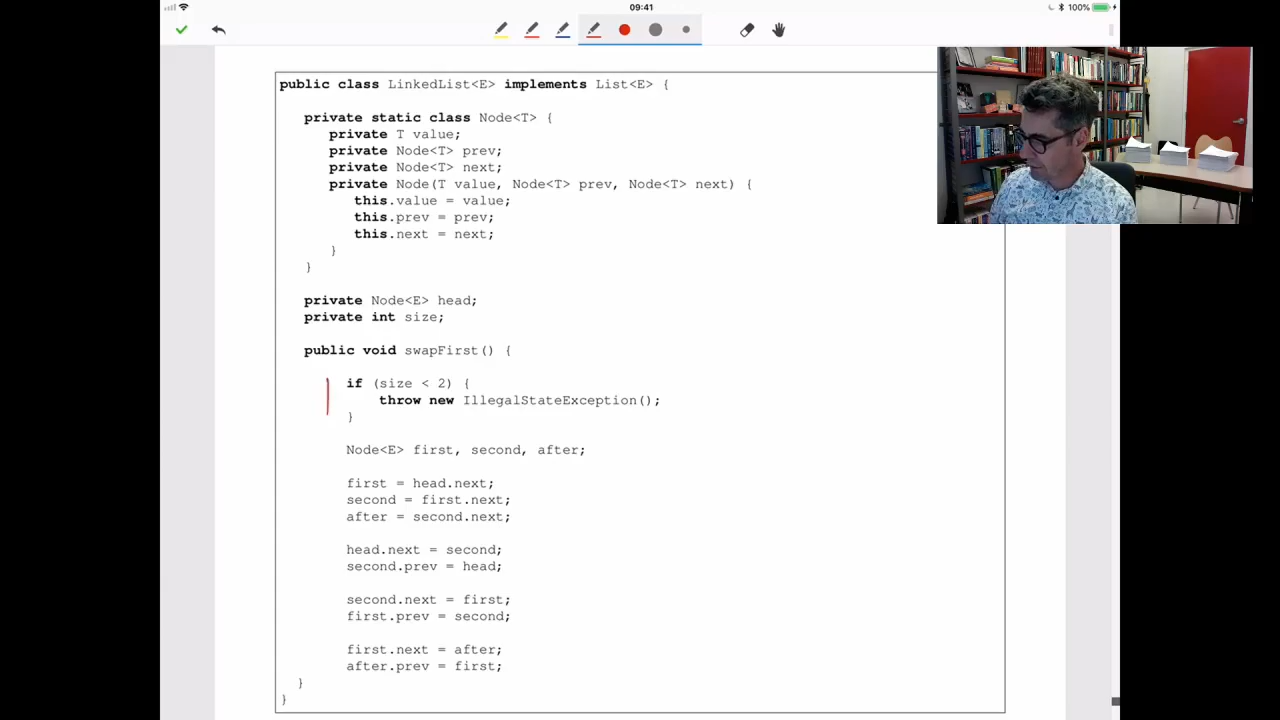 09:41
100%
public class LinkedList<E> implements List<E> {
private static class Node<T> {
private T value;
private Node<T> prev;
private Node<T> next;
private Node(T value, Node<T> prev, Node<T> next) {
this.value = value;
this.prev = prev;
this.next = next;
}
}
private Node<E> head;
private int size;
public void swapFirst() {
if (size < 2) {
throw new IllegalStateException();
}
Node<E> first, second, after;
first = head.next;
second = first.next;
after = second.next;
head.next = second;
second.prev = head;
second.next = first;
first.prev = second;
first.next = after;
after.prev = first;
}
}